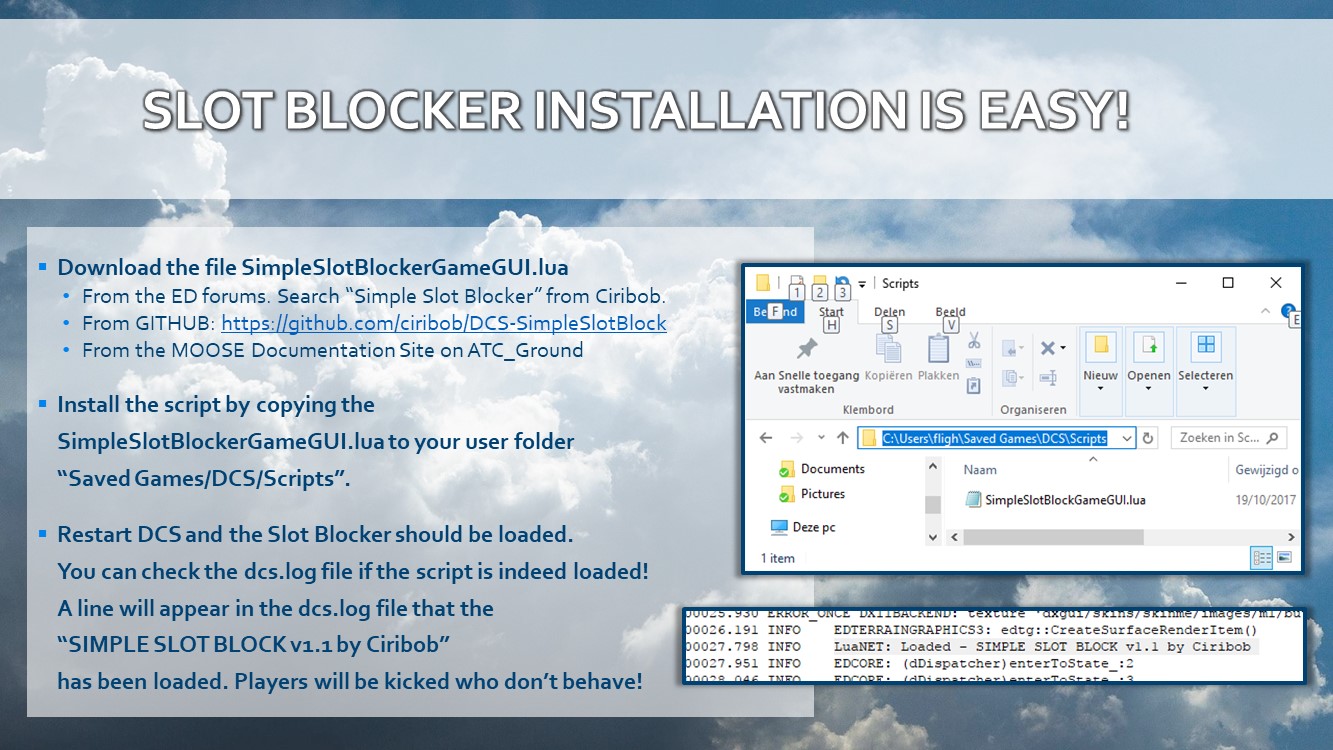 SLOT BLOCKER INSTALLATION IS EASY!
Download the file SimpleSlotBlockerGameGUI.lua
From the ED forums. Search “Simple Slot Blocker” from Ciribob.
From GITHUB: https://github.com/ciribob/DCS-SimpleSlotBlock
From the MOOSE Documentation Site on ATC_Ground
Install the script by copying the
SimpleSlotBlockerGameGUI.lua to your user folder
“Saved Games/DCS/Scripts”.
Restart DCS and the Slot Blocker should be loaded.
You can check the dcs.log file if the script is indeed loaded!
A line will appear in the dcs.log file that the
“SIMPLE SLOT BLOCK v1.1 by Ciribob”
has been loaded. Players will be kicked who don’t behave!
1 2 3 Scripts
F Start Delen Beeld
H S V E
Aan Snelle toegang vastmaken
Kopiëren Plakken
Nieuw Openen Selecteren
Klembord Organiseren
C:\Users\fligh\Saved Games\DCS\Scripts Zoeken in Sc...
Documents Naam Gewijzigd o
Pictures SimpleSlotBlockGameGUI.lua 19/10/2017
Deze pc
1 item
00025.930 ERROR_ONCE DX11BACKEND: texture 'dxgui/skins/skinme/images/m1/bu
00026.191 INFO EDTERRAINGRAPHICS3: edtg::CreateSurfaceRenderItem()
00027.798 INFO LuaNET: Loaded - SIMPLE SLOT BLOCK v1.1 by Ciribob
00027.951 INFO EDCORE: (dDispatcher)enterToState_:2
00028.046 INFO EDCORE: (dDispatcher)enterToState_:3